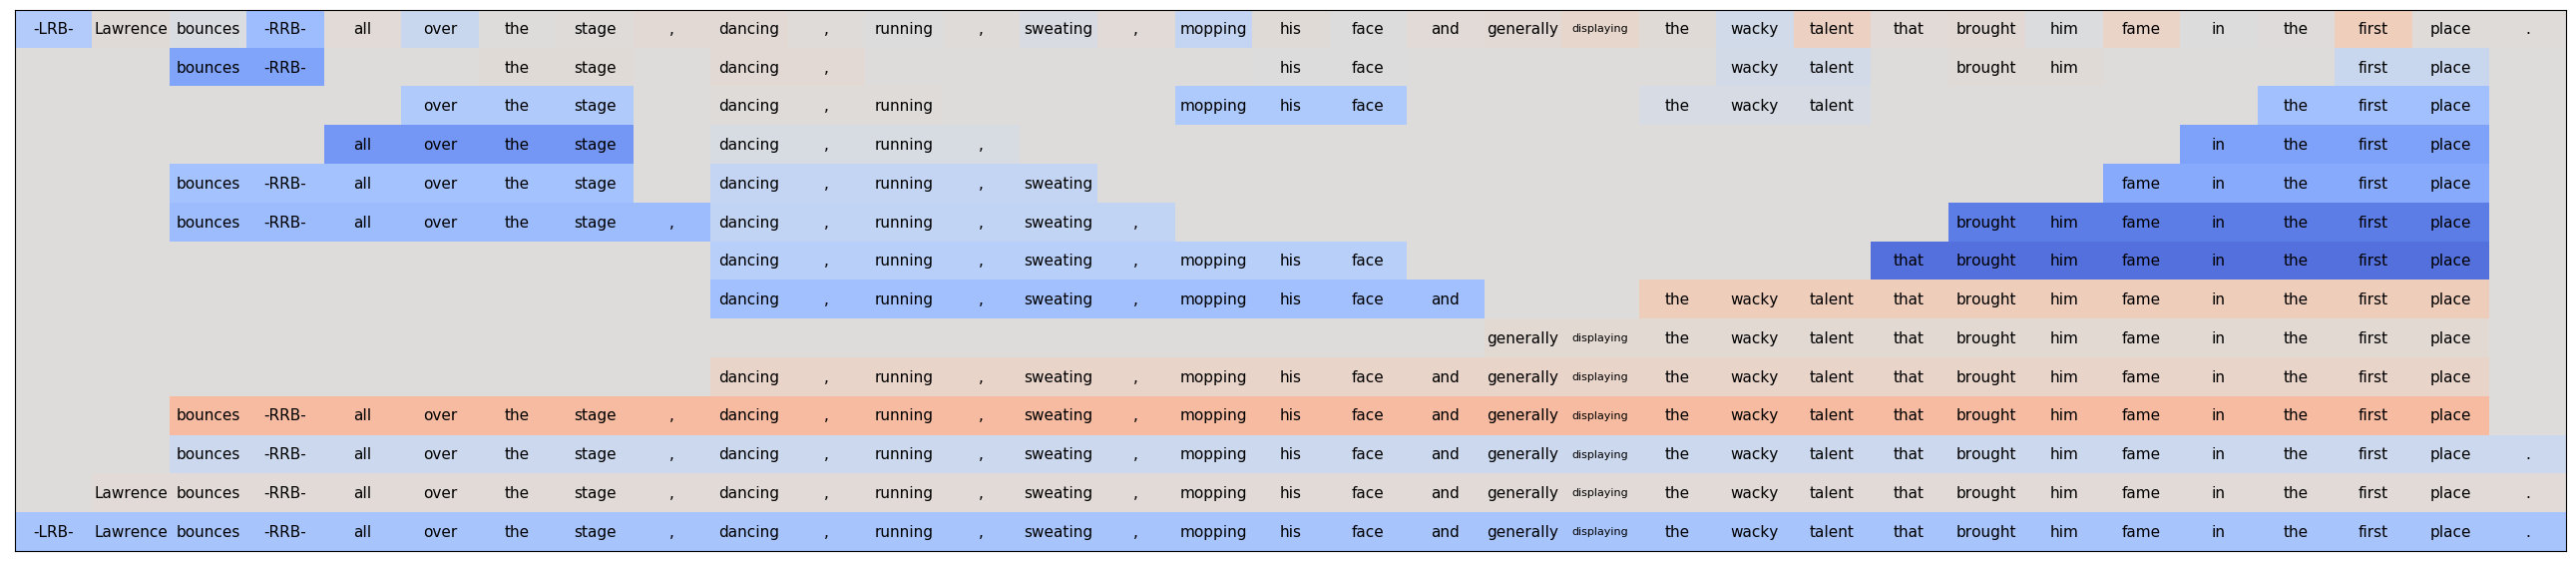 -LRB- Lawrence bounces -RRB- all over the stage , dancing , running , sweating , mopping his face and generally displaying the wacky talent that brought him fame in the first place .
bounces -RRB- the stage dancing , his face wacky talent brought him first place
over the stage dancing , running mopping his face the wacky talent the first place
all over the stage dancing , running , in the first place
bounces -RRB- all over the stage dancing , running , sweating fame in the first place
bounces -RRB- all over the stage , dancing , running , sweating , brought him fame in the first place
dancing , running , sweating , mopping his face that brought him fame in the first place
dancing , running , sweating , mopping his face and the wacky talent that brought him fame in the first place
generally displaying the wacky talent that brought him fame in the first place
dancing , running , sweating , mopping his face and generally displaying the wacky talent that brought him fame in the first place
bounces -RRB- all over the stage , dancing , running , sweating , mopping his face and generally displaying the wacky talent that brought him fame in the first place
bounces -RRB- all over the stage , dancing , running , sweating , mopping his face and generally displaying the wacky talent that brought him fame in the first place .
Lawrence bounces -RRB- all over the stage , dancing , running , sweating , mopping his face and generally displaying the wacky talent that brought him fame in the first place .
-LRB- Lawrence bounces -RRB- all over the stage , dancing , running , sweating , mopping his face and generally displaying the wacky talent that brought him fame in the first place .